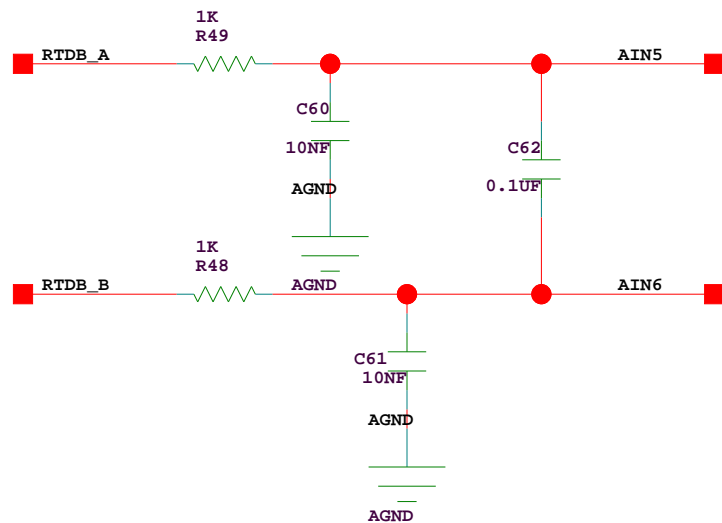 1K
R49
RTDB_A
AIN5
C60
10NF
C62
0.1UF
AGND
1K
R48
RTDB_B
AGND
AIN6
C61
10NF
AGND
AGND